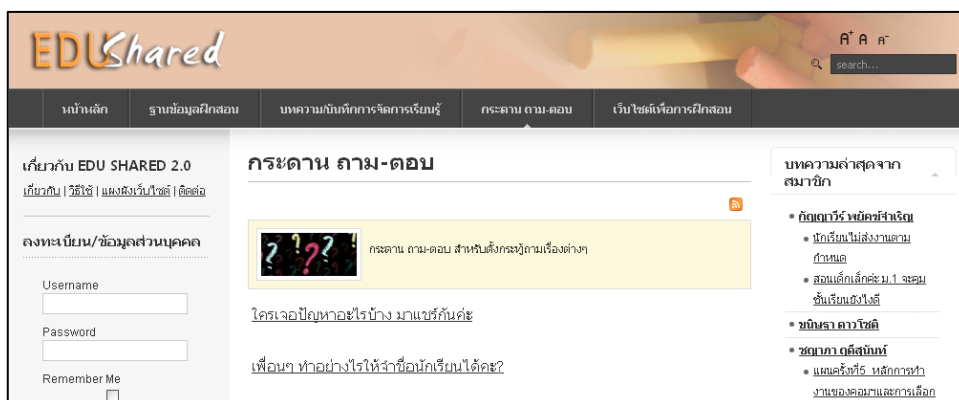 EDUShared
A+ A A-
search...
หน้าหลัก ฐานข้อมูลฝึกสอน บทความ/บันทึกการจัดการเรียนรู้ กระดาน ถาม-ตอบ เว็บไซต์เพื่อการฝึกสอน
เกี่ยวกับ EDU SHARED 2.0
เกี่ยวกับ | วิธีใช้ | แผงผังเว็บไซต์ | ติดต่อ
ลงทะเบียน/ข้อมูลส่วนบุคคล
Username
Password
Remember Me
กระดาน ถาม-ตอบ
กระดาน ถาม-ตอบ สำหรับตั้งกระทู้ถามเรื่องต่างๆ
ใครเจอปัญหาอะไรบ้าง มาแชร์กันค่ะ
เพื่อนๆ ทำอย่างไรให้จำชื่อนักเรียนได้คะ?
บทความล่าสุดจาก
สมาชิก
กัญญาวีร์ พยัคฆ์สำเริญ
นักเรียนไม่ส่งงานตาม
กำหนด
สอนเด็กเล็กค่ะ ม.1 จะคุม
ชั้นเรียนยังไงดี
ขนิษฐา ดาวโชติ
ชญาภา ฤดีสุนันท์
แผนครั้งที่5 หลักการทำ
งานของคอมฯและการเลือก